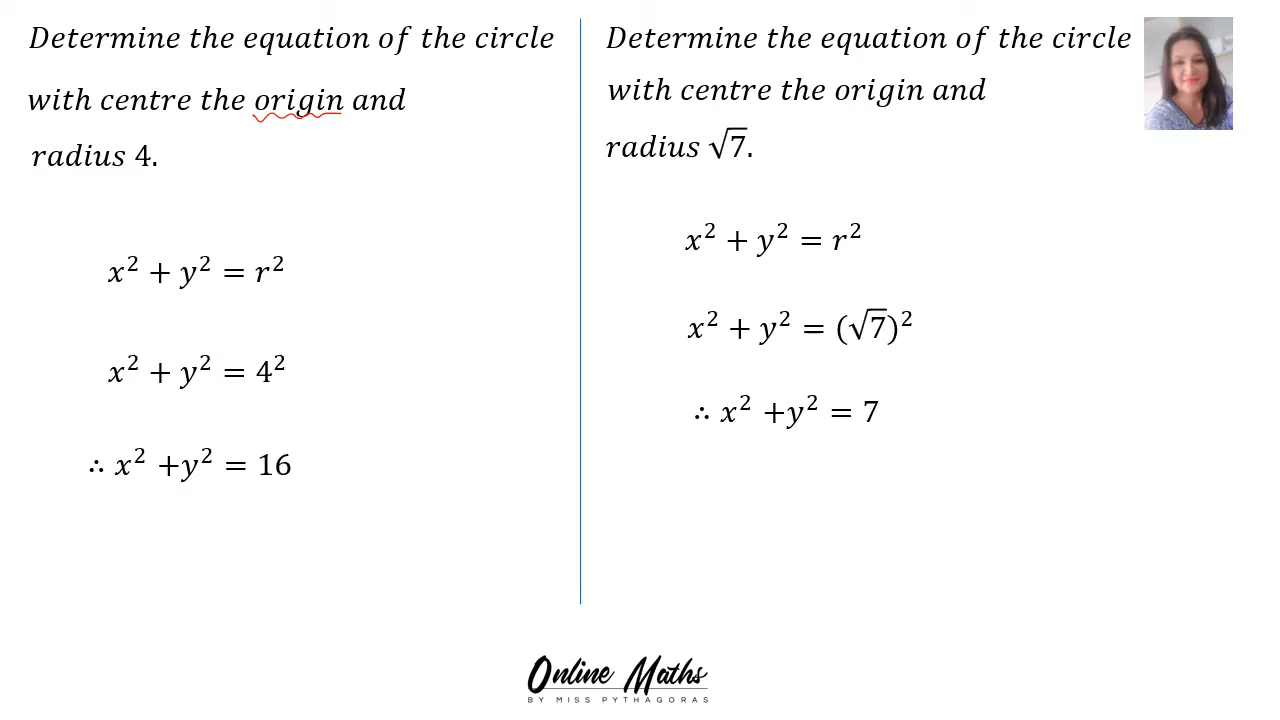 Determine the equation of the circle
with centre the origin and
radius 4.
x² + y² = r²
x² + y² = 4²
∴ x² +y² = 16
Determine the equation of the circle
with centre the origin and
radius √7.
x² + y² = r²
x² + y² = (√7)²
∴ x² +y² = 7
Online Maths
BY MISS PYTHAGORAS